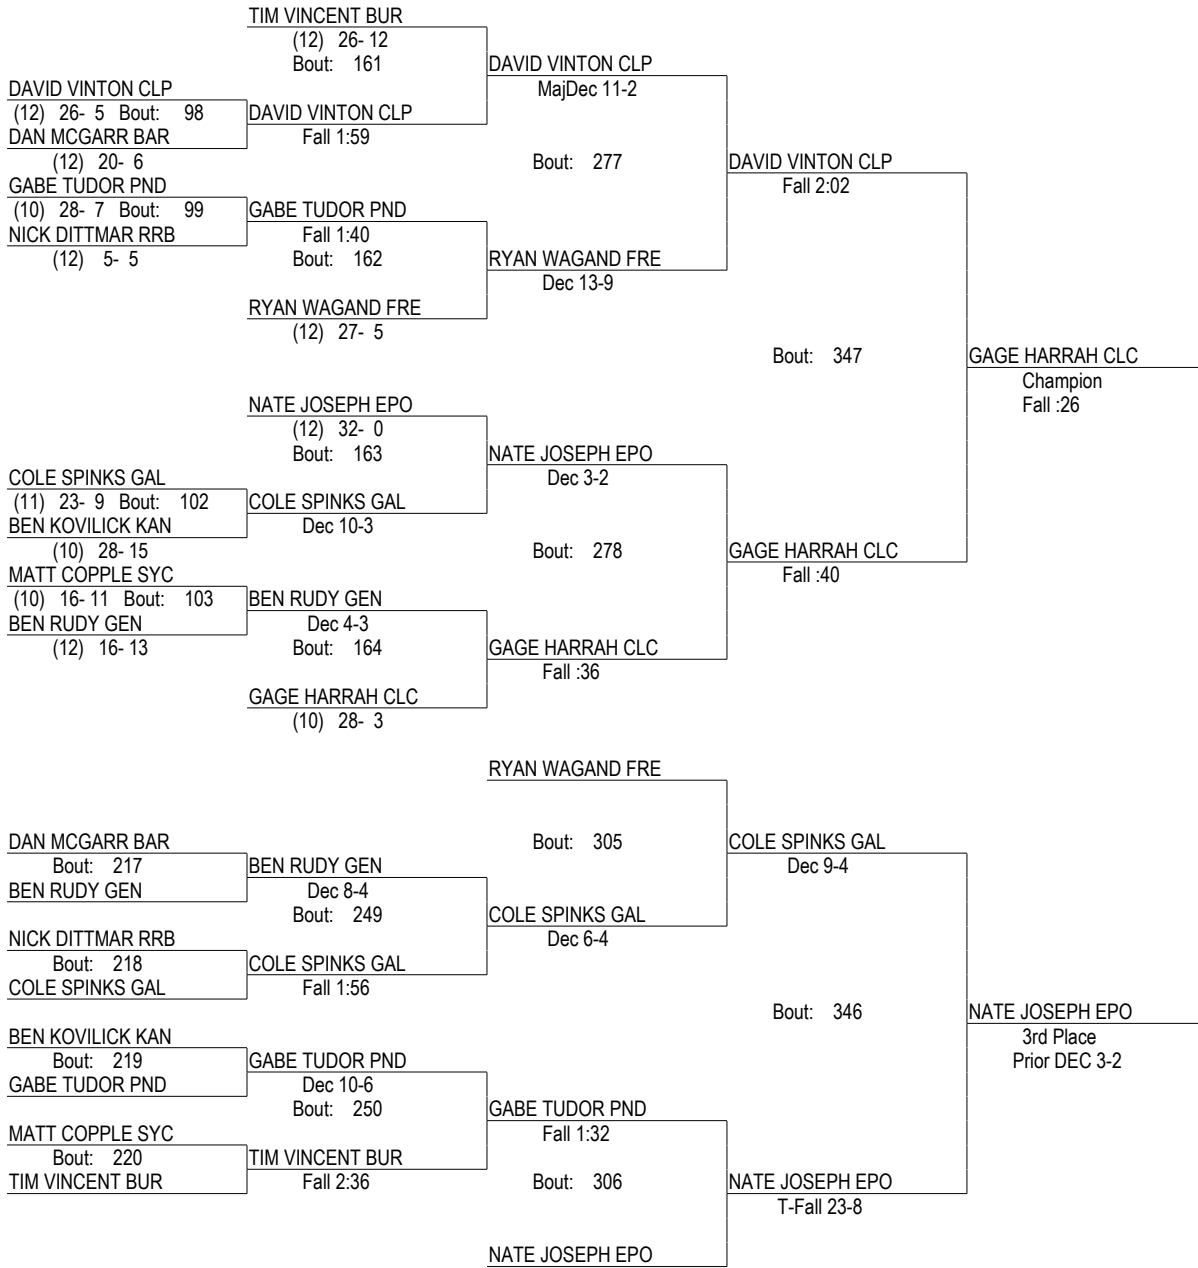 TIM VINCENT BUR
(12) 26- 12
Bout: 161
DAVID VINTON CLP
MajDec 11-2
DAVID VINTON CLP
(12) 26- 5 Bout: 98
DAVID VINTON CLP
Fall 1:59
DAN MCGARR BAR
(12) 20- 6
Bout: 277
DAVID VINTON CLP
Fall 2:02
GABE TUDOR PND
(10) 28- 7 Bout: 99
GABE TUDOR PND
Fall 1:40
NICK DITTMAR RRB
(12) 5- 5
Bout: 162
RYAN WAGAND FRE
Dec 13-9
RYAN WAGAND FRE
(12) 27- 5
Bout: 347
GAGE HARRAH CLC
Champion
Fall :26
NATE JOSEPH EPO
(12) 32- 0
Bout: 163
NATE JOSEPH EPO
Dec 3-2
COLE SPINKS GAL
(11) 23- 9 Bout: 102
COLE SPINKS GAL
Dec 10-3
BEN KOVILICK KAN
(10) 28- 15
Bout: 278
GAGE HARRAH CLC
Fall :40
MATT COPPLE SYC
(10) 16- 11 Bout: 103
BEN RUDY GEN
Dec 4-3
BEN RUDY GEN
(12) 16- 13
Bout: 164
GAGE HARRAH CLC
Fall :36
GAGE HARRAH CLC
(10) 28- 3
RYAN WAGAND FRE
DAN MCGARR BAR
Bout: 217
BEN RUDY GEN
Bout: 305
COLE SPINKS GAL
Dec 9-4
BEN RUDY GEN
Dec 8-4
Bout: 249
COLE SPINKS GAL
Dec 6-4
NICK DITTMAR RRB
Bout: 218
COLE SPINKS GAL
COLE SPINKS GAL
Fall 1:56
Bout: 346
NATE JOSEPH EPO
3rd Place
Prior DEC 3-2
BEN KOVILICK KAN
Bout: 219
GABE TUDOR PND
GABE TUDOR PND
Dec 10-6
Bout: 250
GABE TUDOR PND
Fall 1:32
MATT COPPLE SYC
Bout: 220
TIM VINCENT BUR
TIM VINCENT BUR
Fall 2:36
Bout: 306
NATE JOSEPH EPO
T-Fall 23-8
NATE JOSEPH EPO